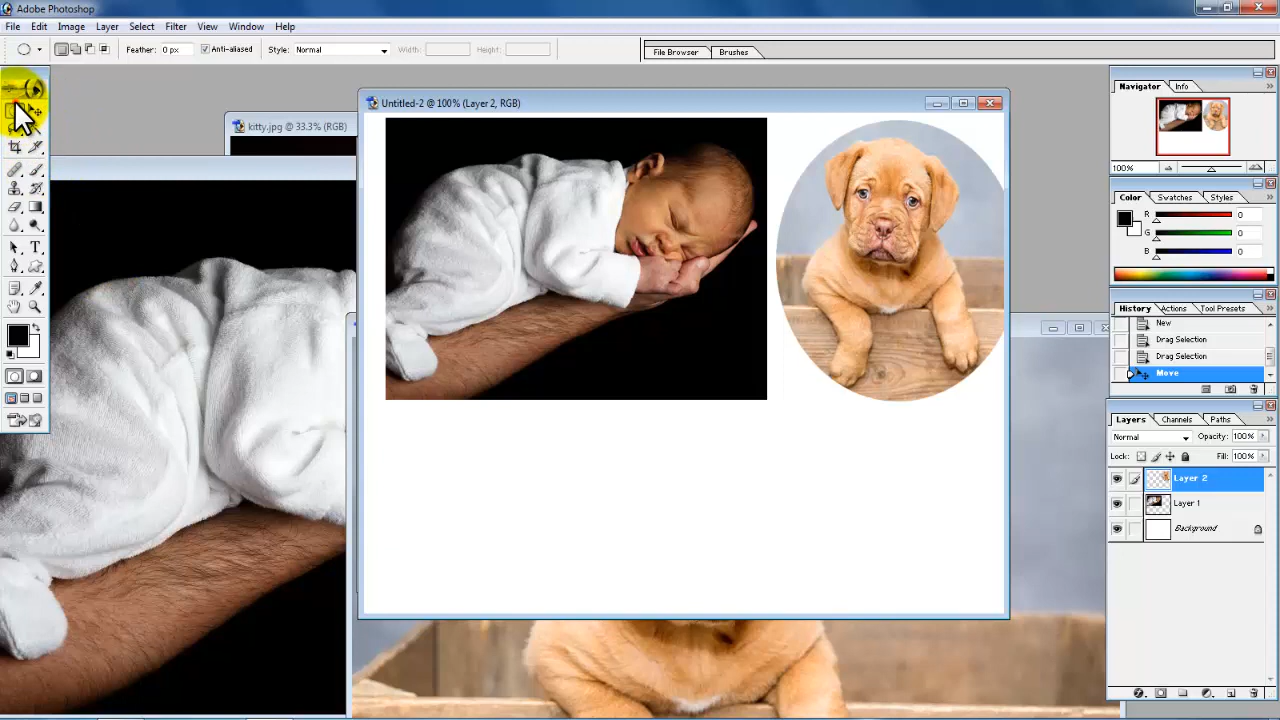 Adobe Photoshop
File Edit Image Layer Select Filter View Window Help
Feather: 0 px Anti-aliased Style: Normal Width: Height: File Browser Brushes
Navigator Info
100%
Color Swatches Styles
R 0
G 0
B 0
History Actions Tool Presets
New
Drag Selection
Drag Selection
Move
Layers Channels Paths
Normal Opacity: 100%
Lock: Fill: 100%
Layer 2
Layer 1
Background
kitty.jpg @ 33.3% (RGB)
Untitled-2 @ 100% (Layer 2, RGB)
T